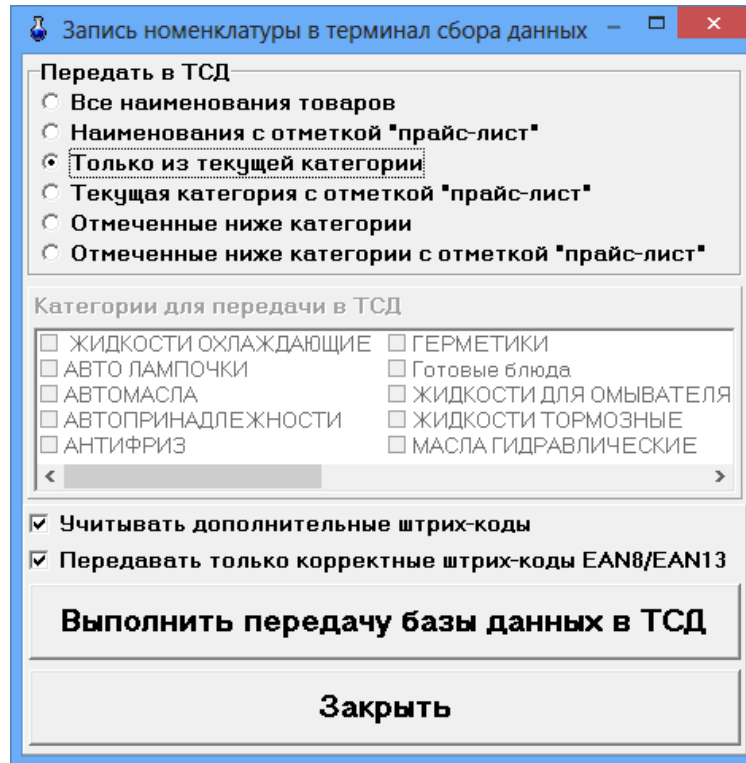 Запись номенклатуры в терминал сбора данных
Передать в ТСД
Все наименования товаров
Наименования с отметкой "прайс-лист"
Только из текущей категории
Текущая категория с отметкой "прайс-лист"
Отмеченные ниже категории
Отмеченные ниже категории с отметкой "прайс-лист"
Категории для передачи в ТСД
ЖИДКОСТИ ОХЛАЖДАЮЩИЕ ГЕРМЕТИКИ
АВТО ЛАМПОЧКИ Готовые блюда
АВТОМАСЛА ЖИДКОСТИ ДЛЯ ОМЫВАТЕЛЯ
АВТОПРИНАДЛЕЖНОСТИ ЖИДКОСТИ ТОРМОЗНЫЕ
АНТИФРИЗ МАСЛА ГИДРАВЛИЧЕСКИЕ
Учитывать дополнительные штрих-коды
Передавать только корректные штрих-коды EAN8/EAN13
Выполнить передачу базы данных в ТСД
Закрыть